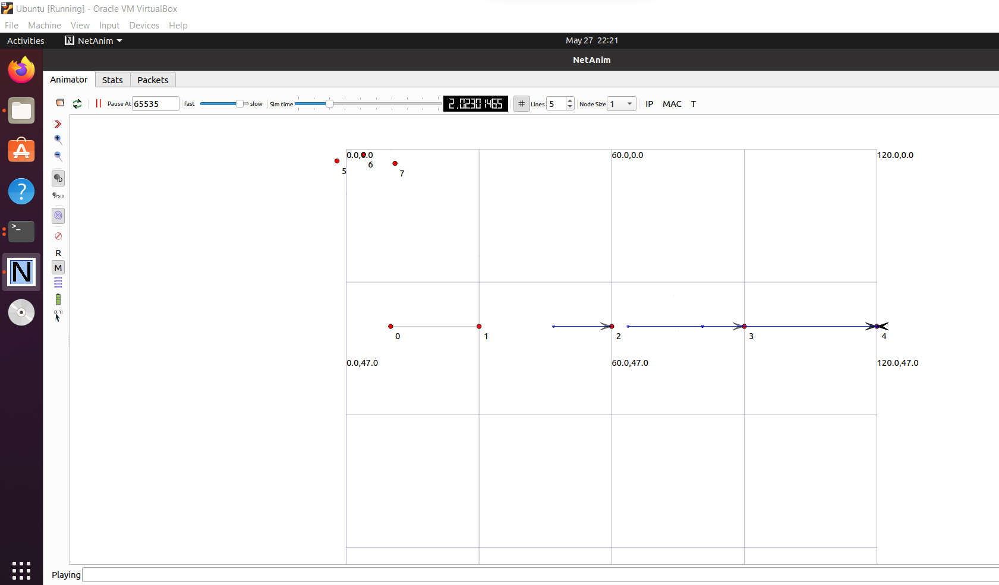 Ubuntu [Running] - Oracle VM VirtualBox
File Machine View Input Devices Help
Activities NetAnim May 27 22:21
NetAnim
Animator Stats Packets
Pause At 65535 fast slow Sim time 2.02301465 # Lines 5 Node Size 1 IP MAC T
0.0,0.0 60.0,0.0 120.0,0.0
5 6 7
ID
SYSID
R
M
(X, Y)
0 1 2 3 4
0.0,47.0 60.0,47.0 120.0,47.0
Playing